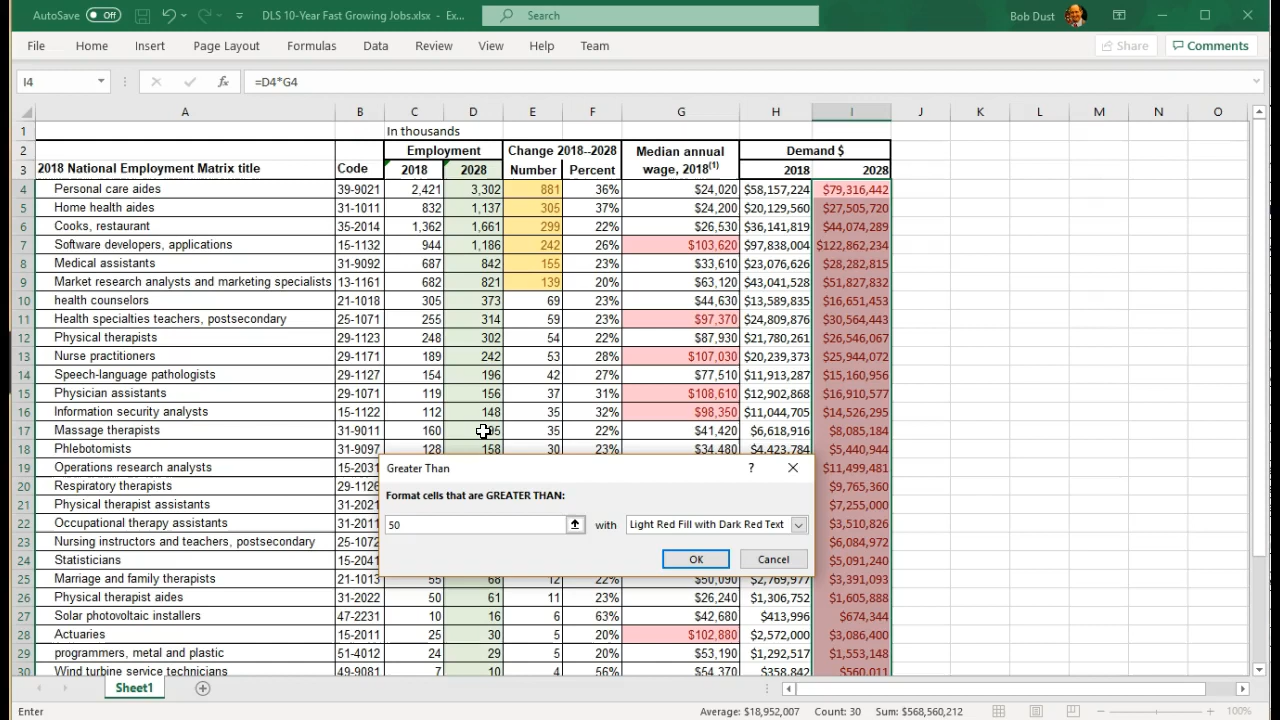 AutoSave Off DLS 10-Year Fast Growing Jobs.xlsx - Ex... Search Bob Dust
File Home Insert Page Layout Formulas Data Review View Help Team Share Comments
I4 fx =D4*G4
A B C D E F G H I J K L M N O
1 In thousands
2 Employment Change 2018--2028 Median annual Demand $
3 2018 National Employment Matrix title Code 2018 2028 Number Percent wage, 2018(1) 2018 2028
4 Personal care aides 39-9021 2,421 3,302 881 36% $24,020 $58,157,224 $79,316,442
5 Home health aides 31-1011 832 1,137 305 37% $24,200 $20,129,560 $27,505,720
6 Cooks, restaurant 35-2014 1,362 1,661 299 22% $26,530 $36,141,819 $44,074,289
7 Software developers, applications 15-1132 944 1,186 242 26% $103,620 $97,838,004 $122,862,234
8 Medical assistants 31-9092 687 842 155 23% $33,610 $23,076,626 $28,282,815
9 Market research analysts and marketing specialists 13-1161 682 821 139 20% $63,120 $43,041,528 $51,827,832
10 health counselors 21-1018 305 373 69 23% $44,630 $13,589,835 $16,651,453
11 Health specialties teachers, postsecondary 25-1071 255 314 59 23% $97,370 $24,809,876 $30,564,443
12 Physical therapists 29-1123 248 302 54 22% $87,930 $21,780,261 $26,546,067
13 Nurse practitioners 29-1171 189 242 53 28% $107,030 $20,239,373 $25,944,072
14 Speech-language pathologists 29-1127 154 196 42 27% $77,510 $11,913,287 $15,160,956
15 Physician assistants 29-1071 119 156 37 31% $108,610 $12,902,868 $16,910,577
16 Information security analysts 15-1122 112 148 35 32% $98,350 $11,044,705 $14,526,295
17 Massage therapists 31-9011 160 35 22% $41,420 $6,618,916 $8,085,184
18 Phlebotomists 31-9097 128 158 30 23% $34,480 $4,423,784 $5,440,944
19 Operations research analysts 15-2031 $11,499,481
20 Respiratory therapists 29-1126 $9,765,360
21 Physical therapist assistants 31-2021 $7,255,000
22 Occupational therapy assistants 31-2011 $3,510,826
23 Nursing instructors and teachers, postsecondary 25-1072 $6,084,972
24 Statisticians 15-2041 $5,091,240
Greater Than ?
Format cells that are GREATER THAN:
50 with Light Red Fill with Dark Red Text
OK Cancel
25 Marriage and family therapists 21-1013 55 68 12 22% $50,090 $2,769,977 $3,391,093
26 Physical therapist aides 31-2022 50 61 11 23% $26,240 $1,306,752 $1,605,888
27 Solar photovoltaic installers 47-2231 10 16 6 63% $42,680 $413,996 $674,344
28 Actuaries 15-2011 25 30 5 20% $102,880 $2,572,000 $3,086,400
29 programmers, metal and plastic 51-4012 24 29 5 20% $53,190 $1,292,517 $1,553,148
30 Wind turbine service technicians 49-9081 7 10 4 56% $54,370 $358,842 $560,011
Sheet1
Enter Average: $18,952,007 Count: 30 Sum: $568,560,212 100%